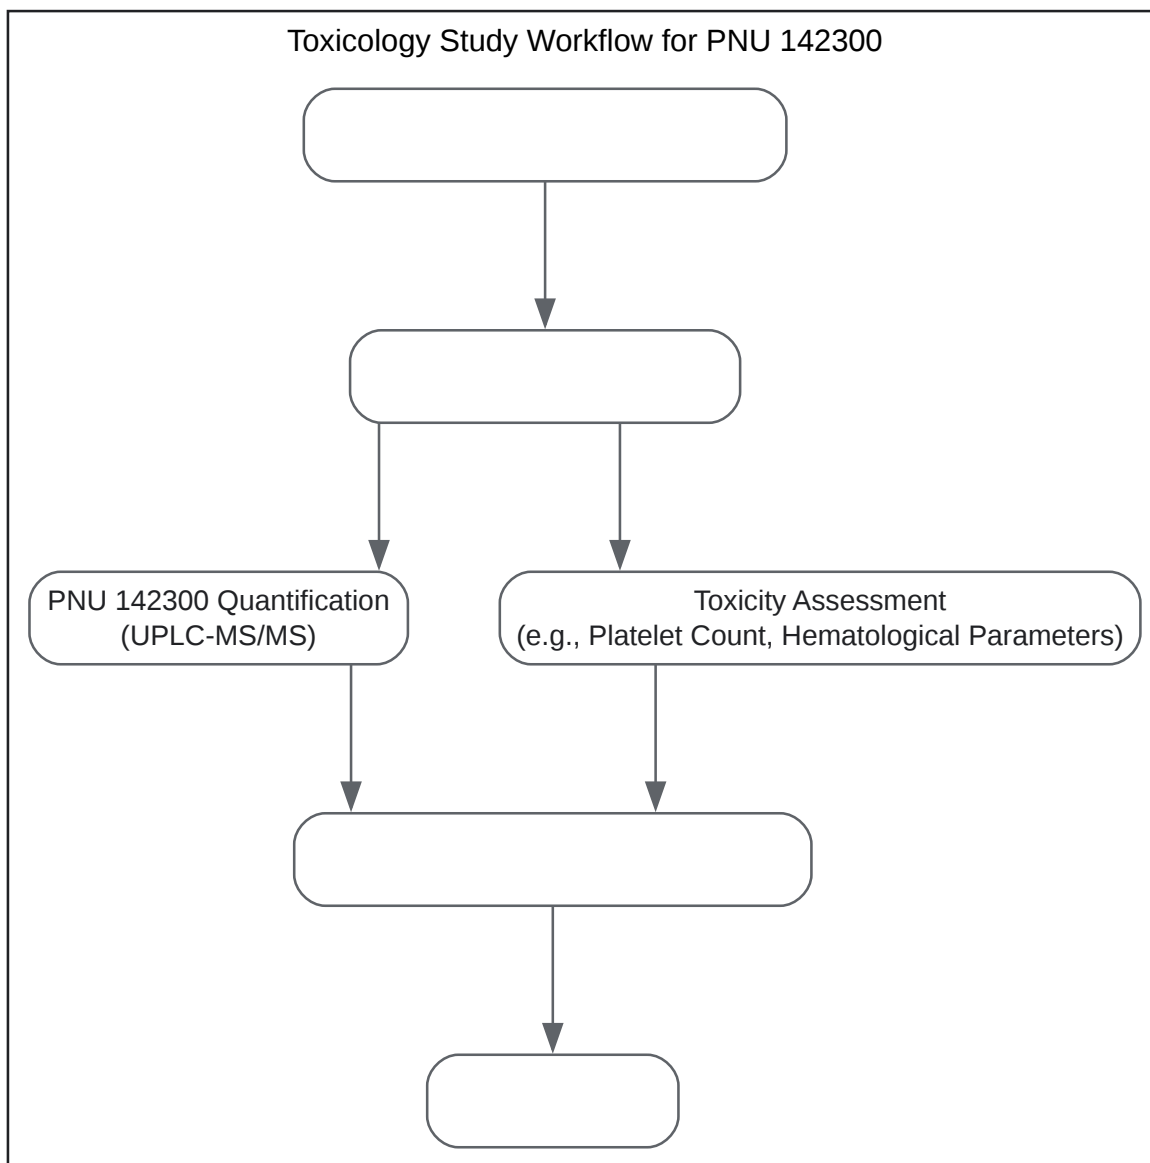 Toxicology Study Workflow for PNU 142300
PNU 142300 Quantification
(UPLC-MS/MS)
Toxicity Assessment
(e.g., Platelet Count, Hematological Parameters)